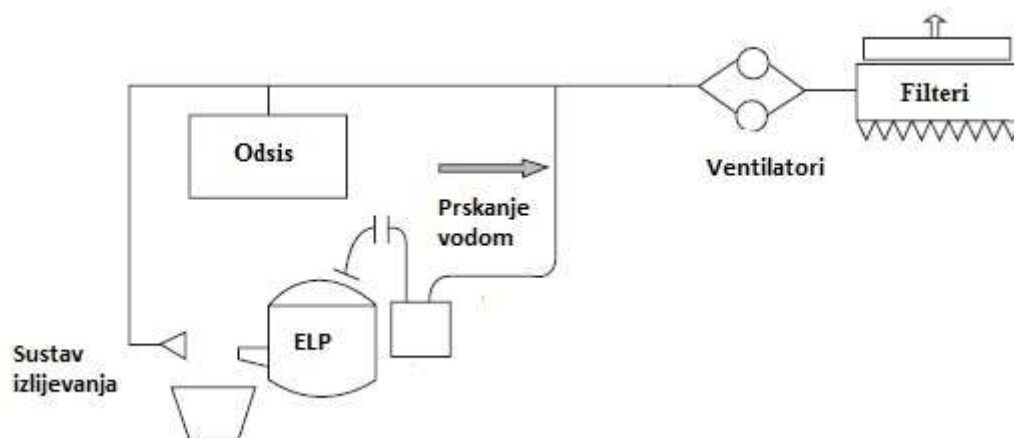 Filteri
Odsis
Ventilatori
Prskanje
vodom
ELP
Sustav
izlijevanja